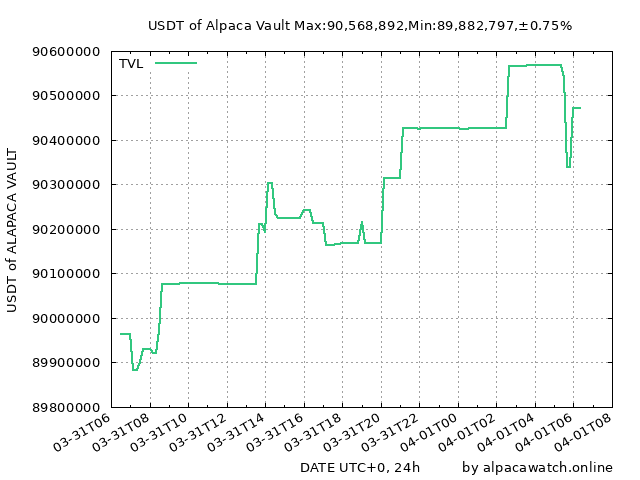 USDT of Alpaca Vault Max:90,568,892,Min:89,882,797,±0.75%
TVL
90600000
90500000
90400000
90300000
90200000
90100000
90000000
89900000
89800000
USDT of ALAPACA VAULT
03-31T06
03-31T08
03-31T10
03-31T12
03-31T14
03-31T16
03-31T18
03-31T20
03-31T22
04-01T00
04-01T02
04-01T04
04-01T06
04-01T08
DATE UTC+0, 24h
by alpacawatch.online